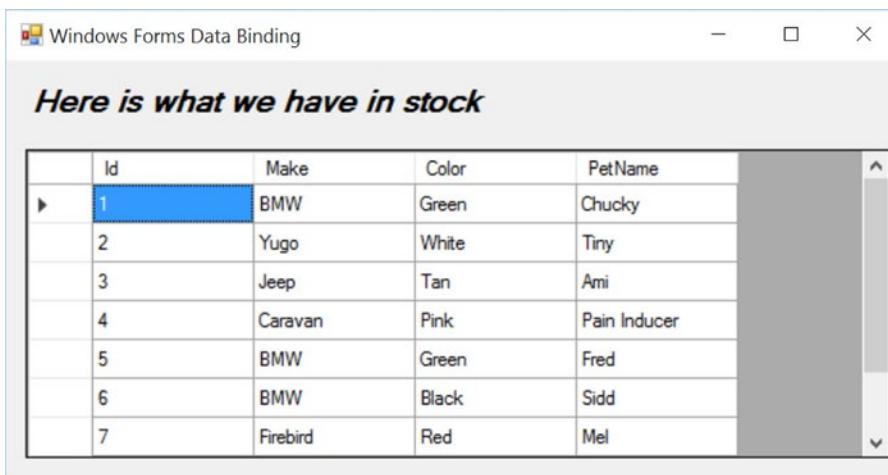 Windows Forms Data Binding
Here is what we have in stock
Id Make Color PetName
1 BMW Green Chucky
2 Yugo White Tiny
3 Jeep Tan Ami
4 Caravan Pink Pain Inducer
5 BMW Green Fred
6 BMW Black Sidd
7 Firebird Red Mel